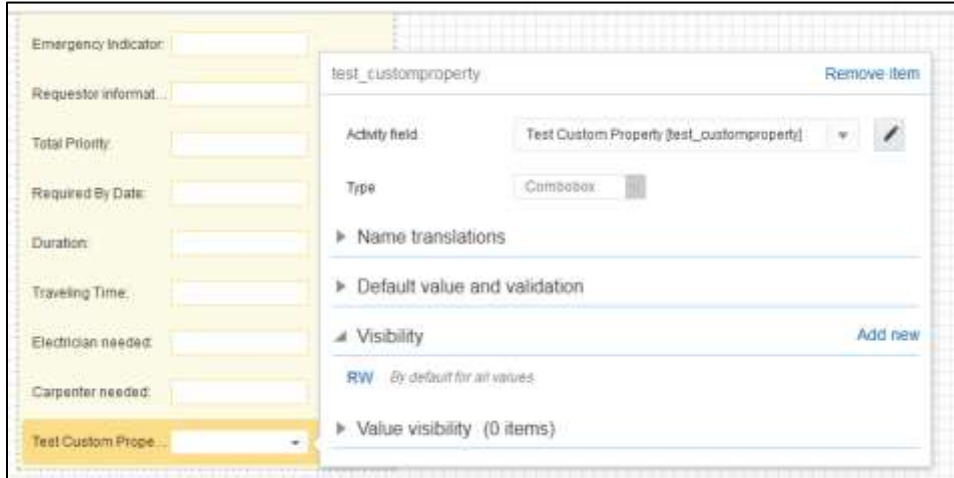 Emergency Indicator:
Requestor informat...
Total Priority:
Required By Date:
Duration:
Traveling Time:
Electrician needed:
Carpenter needed:
Test Custom Prope...
test_customproperty
Remove item
Activity field
Test Custom Property [test_customproperty]
Type
Combobox
Name translations
Default value and validation
Visibility
Add new
RW By default for all values
Value visibility (0 items)